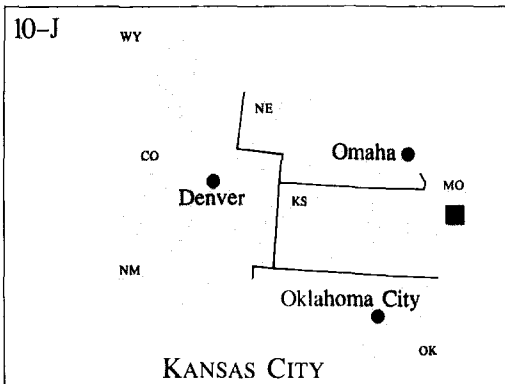 10–J
WY
NE
CO
Omaha
Denver
KS
MO
NM
Oklahoma City
OK
KANSAS CITY